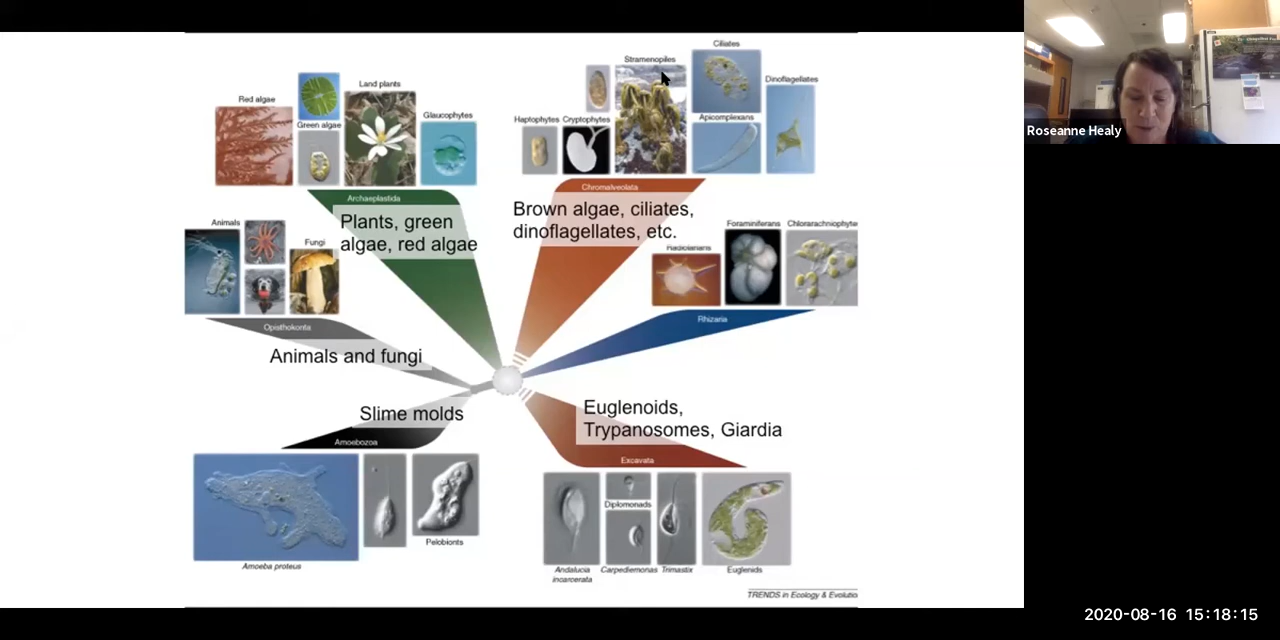 Ciliates
Stramenopiles
Dinoflagellates
Land plants
Red algae
Green algae
Glaucophytes
Haptophytes
Cryptophytes
Apicomplexans
Archaeplastida
Plants, green
algae, red algae
Chromalveolata
Brown algae, ciliates,
dinoflagellates, etc.
Animals
Fungi
Radiolarians
Foraminiferans
Chlorarachniophyte
Opisthokonta
Rhizaria
Animals and fungi
Slime molds
Euglenoids,
Trypanosomes, Giardia
Amoebozoa
Excavata
Diplomonads
Pelobionts
Amoeba proteus
Andalucia
incarcerata
Carpediemonas
Trimastix
Euglenids
TRENDS in Ecology & Evolutio
Roseanne Healy
2020-08-16 15:18:15